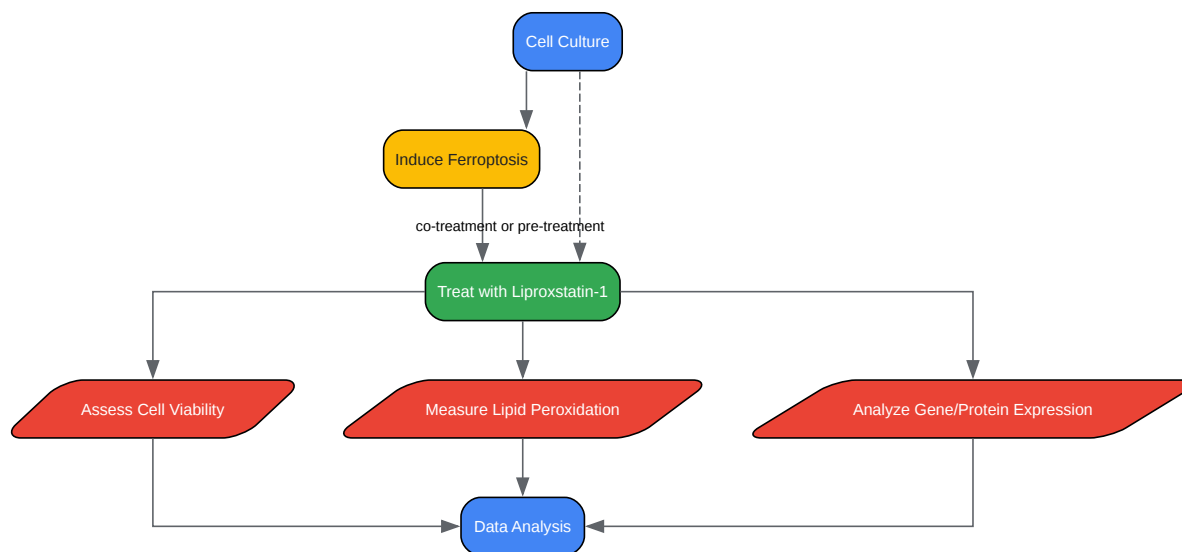 Cell Culture
Induce Ferroptosis
co-treatment or pre-treatment
Treat with Liproxstatin-1
Assess Cell Viability
Measure Lipid Peroxidation
Analyze Gene/Protein Expression
Data Analysis